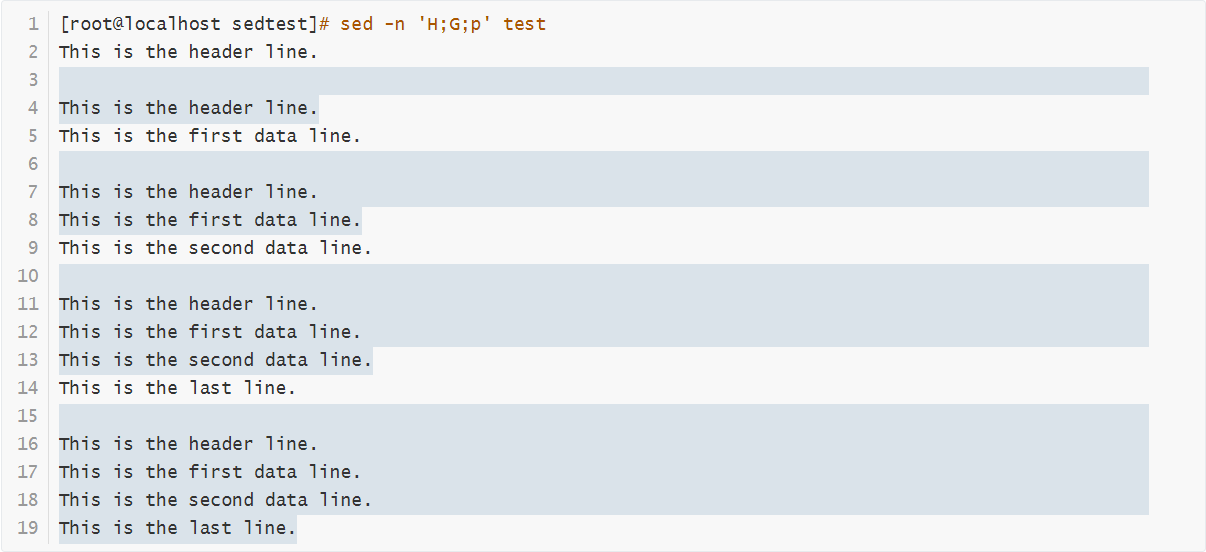 1 [root@localhost sedtest]# sed -n 'H;G;p' test
2 This is the header line.
3
4 This is the header line.
5 This is the first data line.
6
7 This is the header line.
8 This is the first data line.
9 This is the second data line.
10
11 This is the header line.
12 This is the first data line.
13 This is the second data line.
14 This is the last line.
15
16 This is the header line.
17 This is the first data line.
18 This is the second data line.
19 This is the last line.